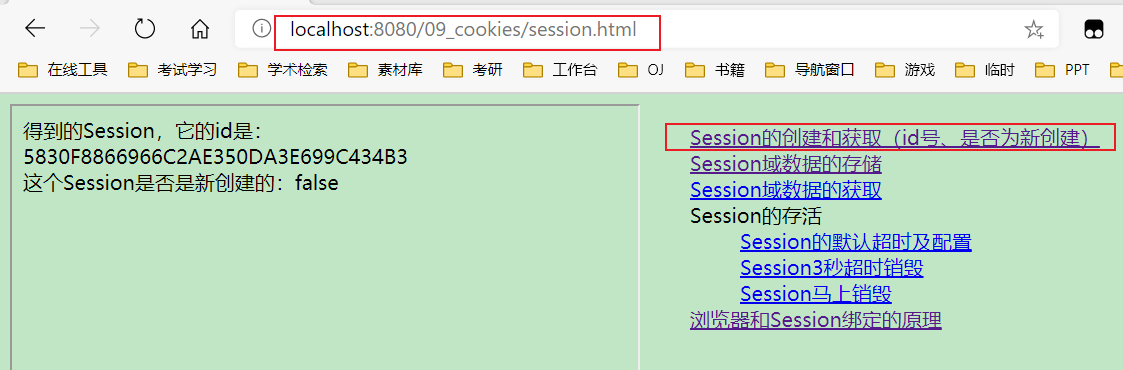 localhost:8080/09_cookies/session.html
在线工具 考试学习 学术检索 素材库 考研 工作台 OJ 书籍 导航窗口 游戏 临时 PPT
得到的Session，它的id是：
5830F8866966C2AE350DA3E699C434B3
这个Session是否是新创建的：false
Session的创建和获取（id号、是否为新创建）
Session域数据的存储
Session域数据的获取
Session的存活
Session的默认超时及配置
Session3秒超时销毁
Session马上销毁
浏览器和Session绑定的原理